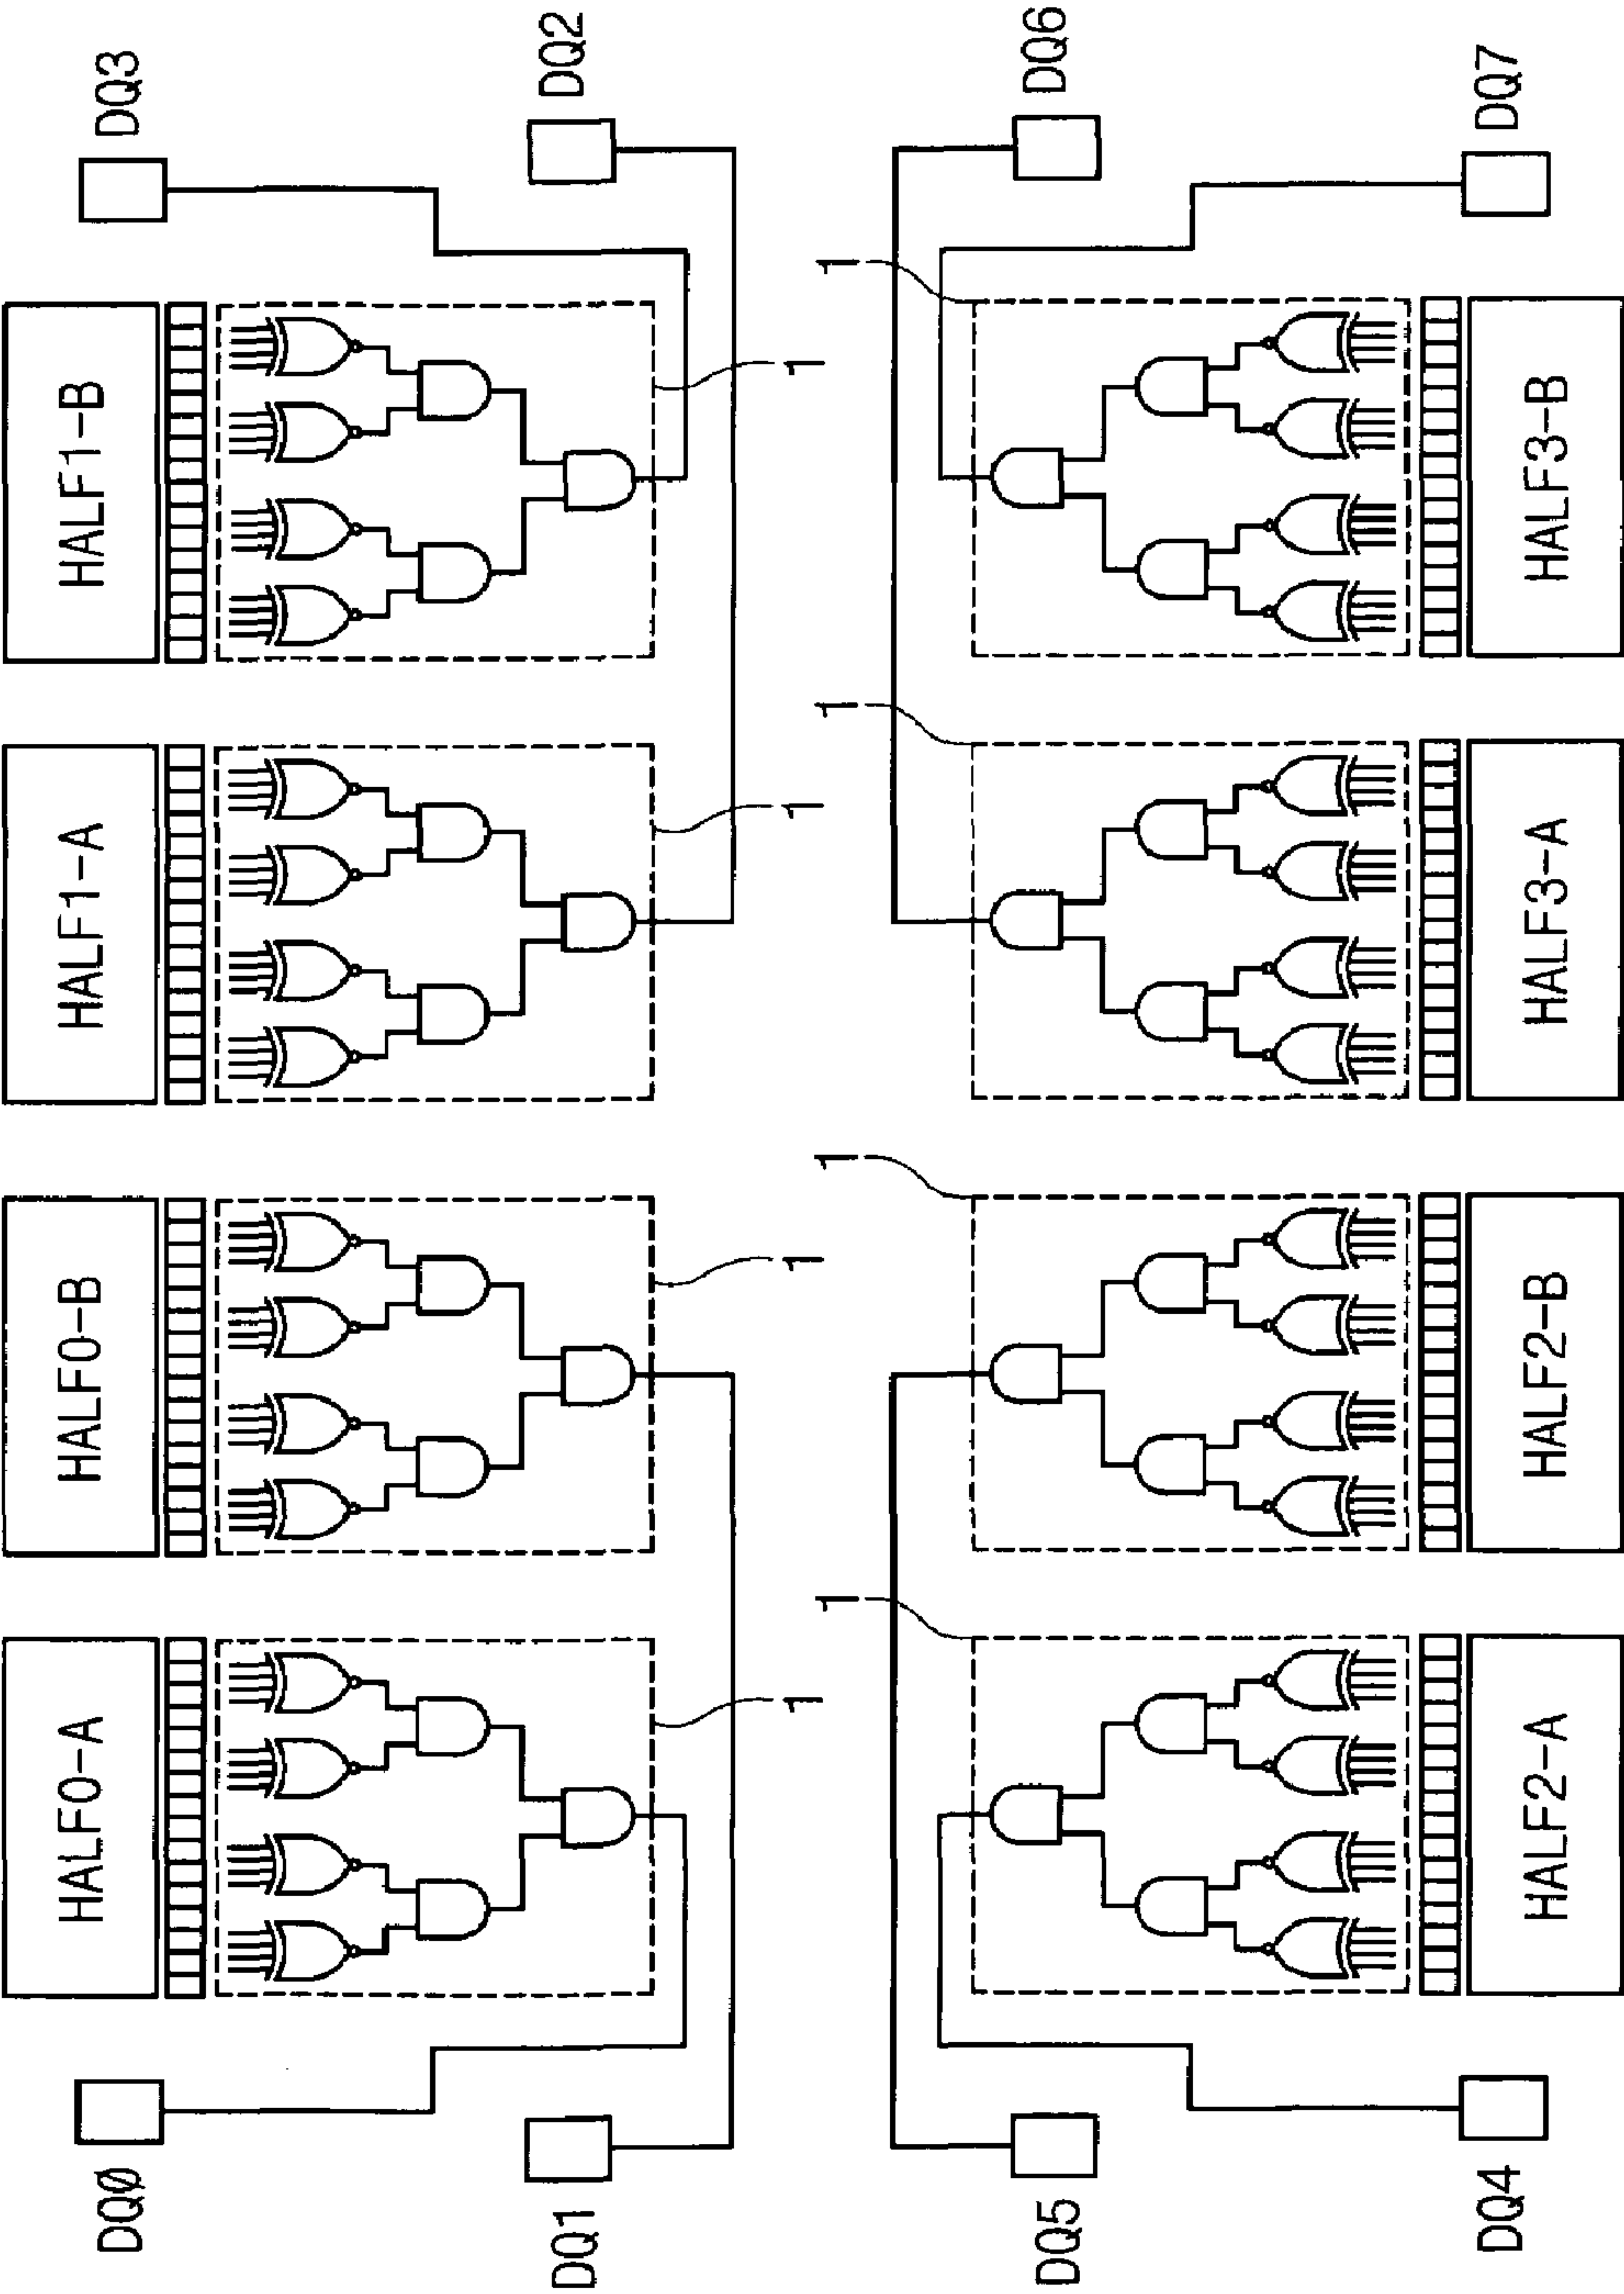 HALF0-A
HALF0-B
HALF1-A
HALF1-B
DQØ
DQ3
DQ1
DQ2
1
1
1
1
1
1
1
1
DQ5
DQ6
DQ4
DQ7
HALF2-A
HALF2-B
HALF3-A
HALF3-B